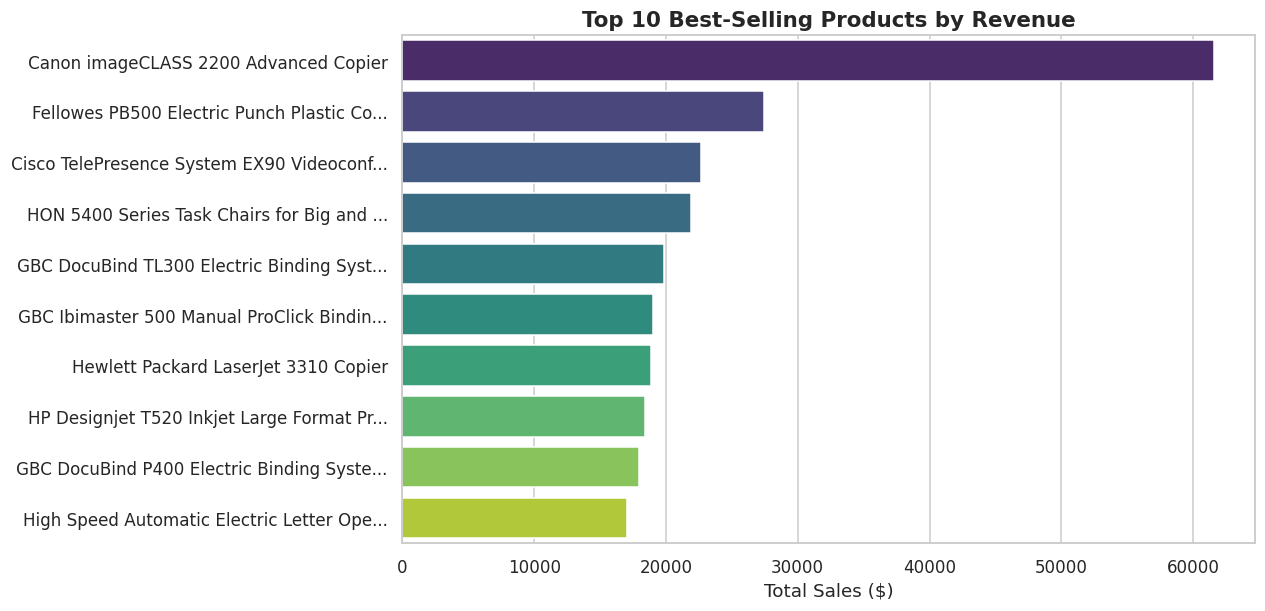 Top 10 Best-Selling Products by Revenue
Canon imageCLASS 2200 Advanced Copier
Fellowes PB500 Electric Punch Plastic Co...
Cisco TelePresence System EX90 Videoconf...
HON 5400 Series Task Chairs for Big and ...
GBC DocuBind TL300 Electric Binding Syst...
GBC Ibimaster 500 Manual ProClick Bindin...
Hewlett Packard LaserJet 3310 Copier
HP Designjet T520 Inkjet Large Format Pr...
GBC DocuBind P400 Electric Binding Syste...
High Speed Automatic Electric Letter Ope...
0 10000 20000 30000 40000 50000 60000
Total Sales ($)